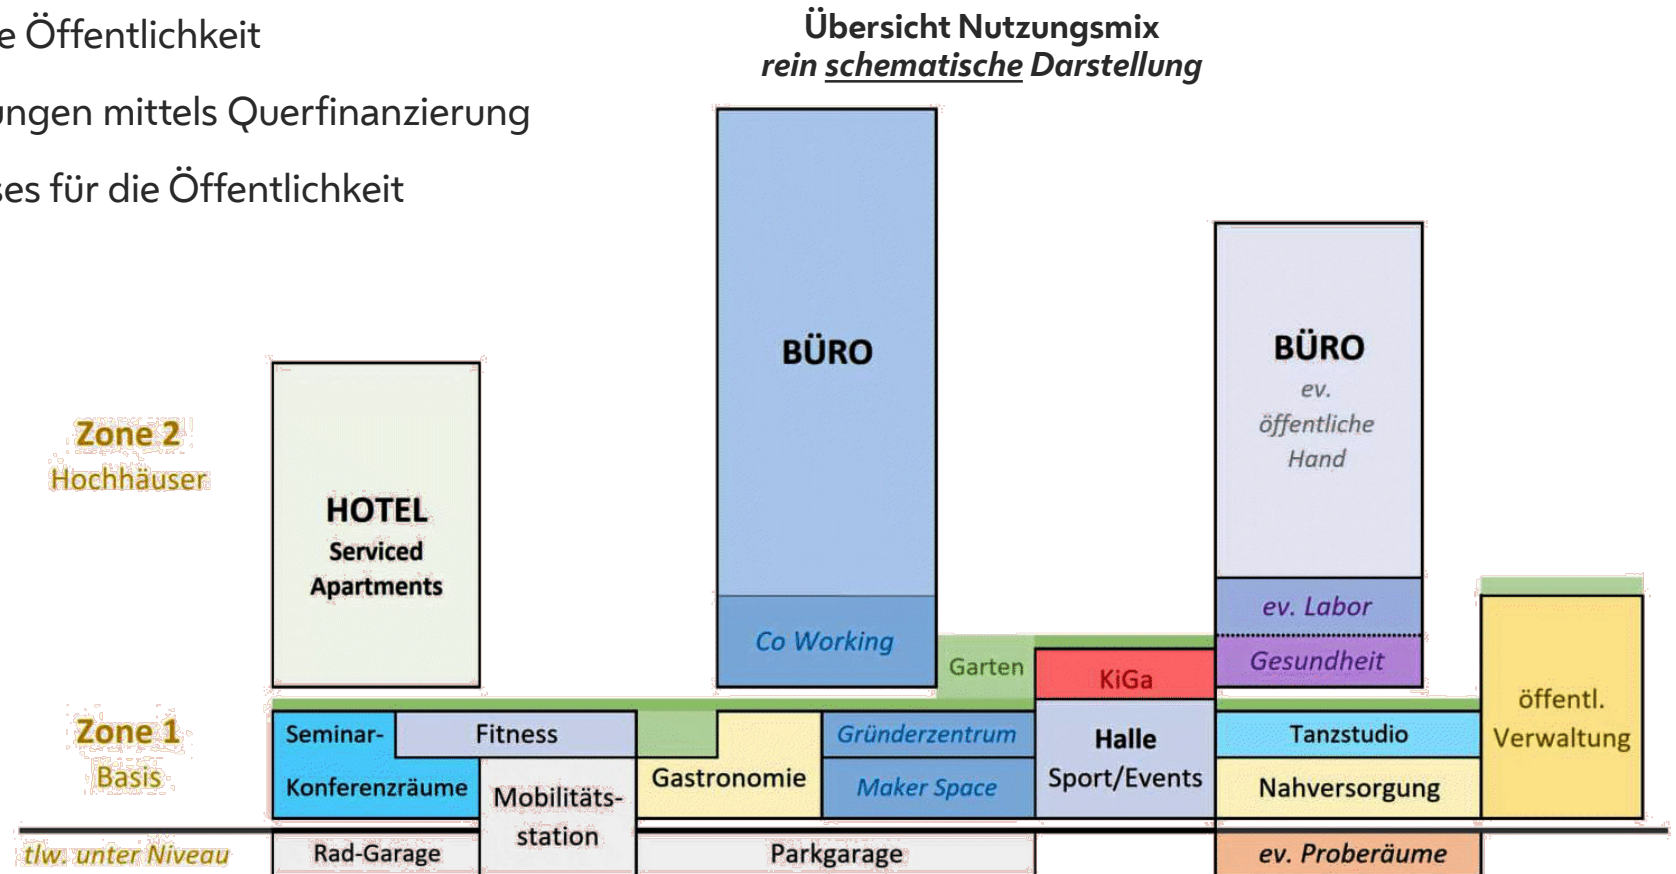 e Öffentlichkeit
ungen mittels Querfinanzierung
ses für die Öffentlichkeit
Übersicht Nutzungsmix
rein schematische Darstellung
Zone 2
Hochhäuser
HOTEL
Serviced
Apartments
BÜRO
Co Working
BÜRO
ev.
öffentliche
Hand
ev. Labor
Gesundheit
Garten
KiGa
Zone 1
Basis
Seminar-
Konferenzräume
Fitness
Mobilitäts-
station
Gastronomie
Gründerzentrum
Maker Space
Halle
Sport/Events
Tanzstudio
Nahversorgung
öffentl.
Verwaltung
tlw. unter Niveau
Rad-Garage
Parkgarage
ev. Proberäume